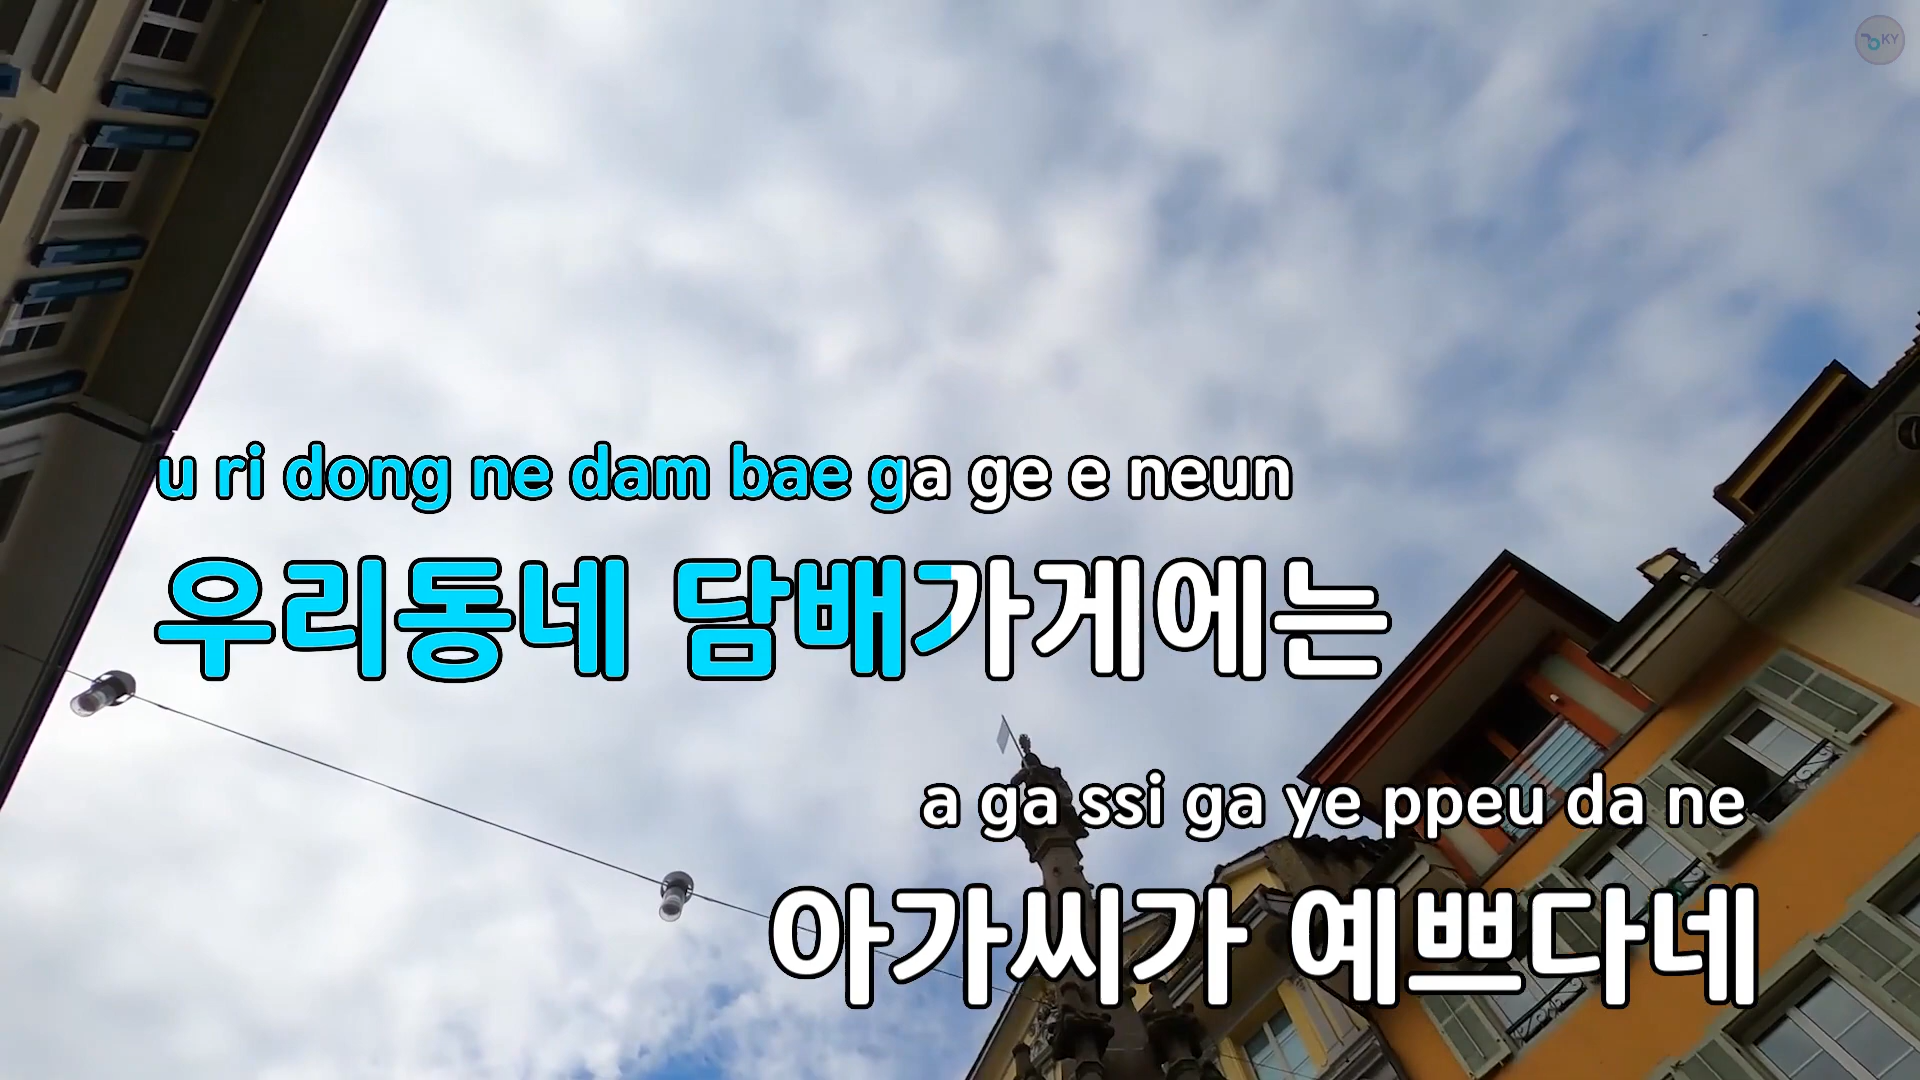 KY
u ri dong ne dam bae ga ge e neun
우리동네 담배가게에는
a ga ssi ga ye ppeu da ne
아가씨가 예쁘다네